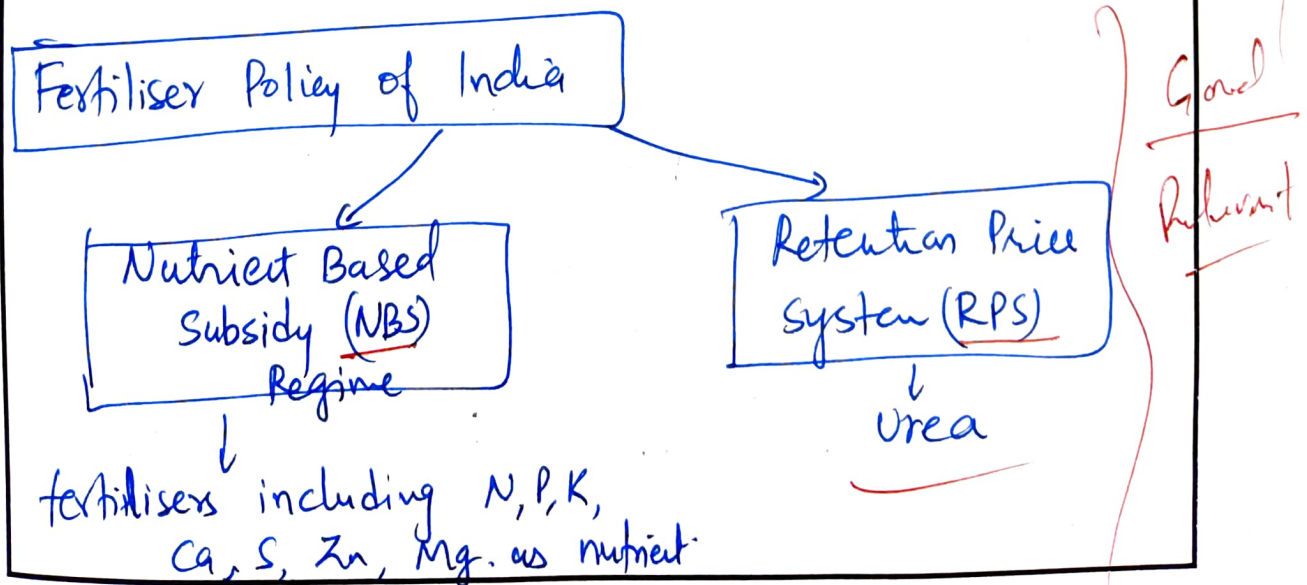 Fertiliser Policy of India
Good
Relevant
Nutrient Based
Subsidy (NBS)
Regime
Retention Price
System (RPS)
Urea
fertilisers including N, P, K,
Ca, S, Zn, Mg. as nutrient.